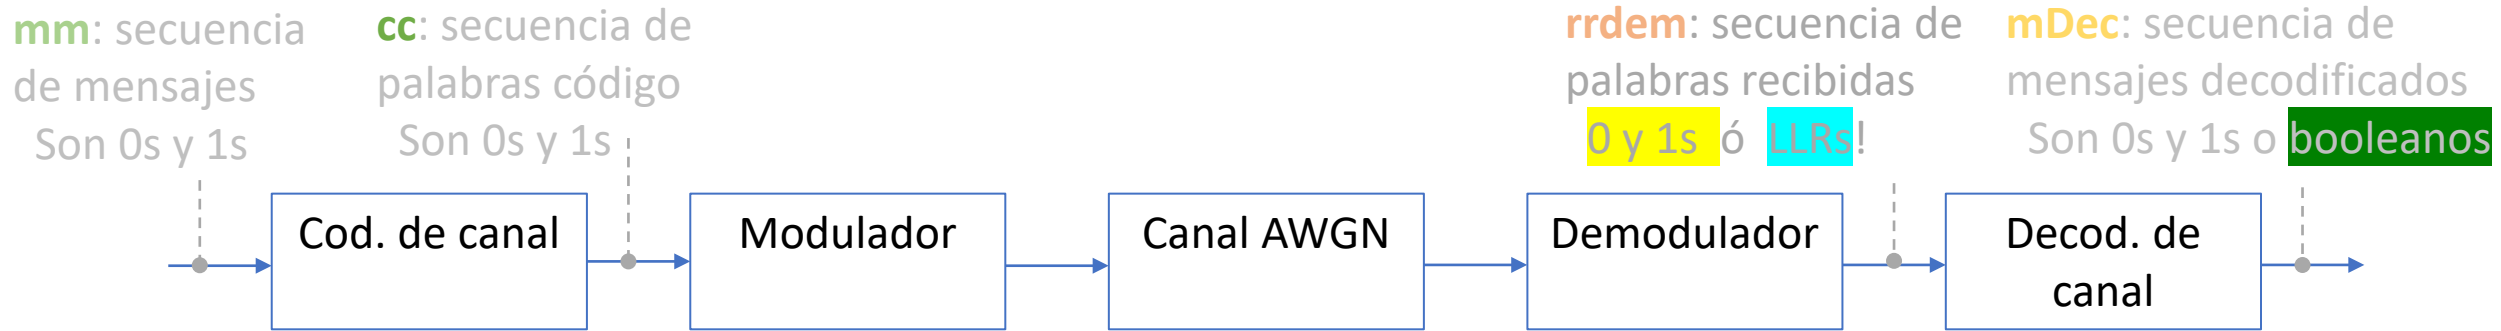 mm: secuencia
de mensajes
Son 0s y 1s
cc: secuencia de
palabras código
Son 0s y 1s
rrdem: secuencia de
palabras recibidas
0 y 1s ó LLRs!
mDec: secuencia de
mensajes decodificados
Son 0s y 1s o booleanos
Cod. de canal
Modulador
Canal AWGN
Demodulador
Decod. de
canal